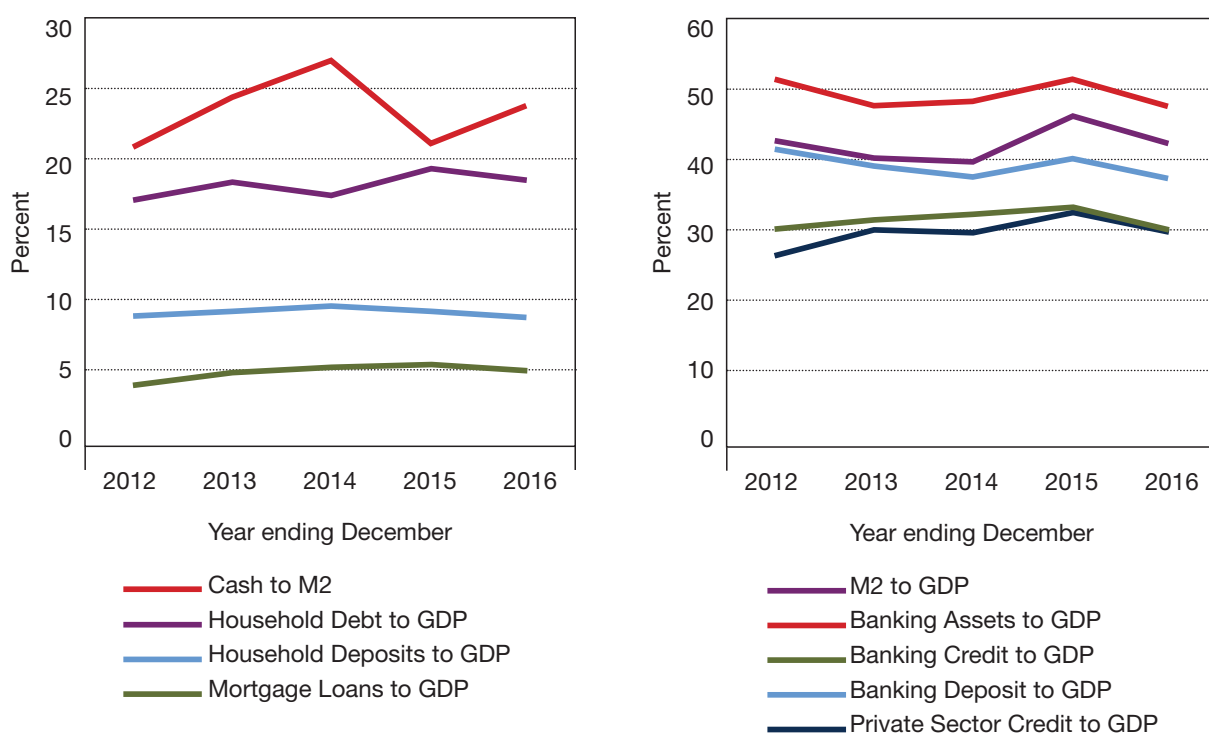 30
25
20
15
10
5
0
Percent
2012 2013 2014 2015 2016
Year ending December
Cash to M2
Household Debt to GDP
Household Deposits to GDP
Mortgage Loans to GDP
60
50
40
30
20
10
0
Percent
2012 2013 2014 2015 2016
Year ending December
M2 to GDP
Banking Assets to GDP
Banking Credit to GDP
Banking Deposit to GDP
Private Sector Credit to GDP